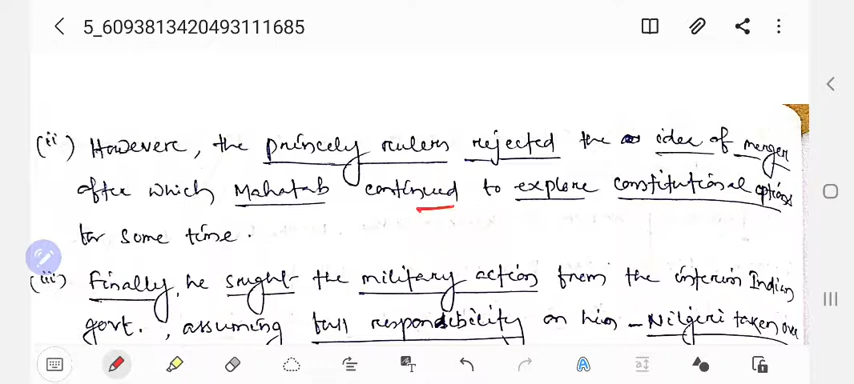 5_6093813420493111685
(ii) Howevere, the princely rulers rejected the idea of merger
after which Mahatab continued to explore constitutional options
for some time.
(iii) Finally, he sought the military action from the interim Indian
govt., assuming full responsibility on him - Nilgiri taken over